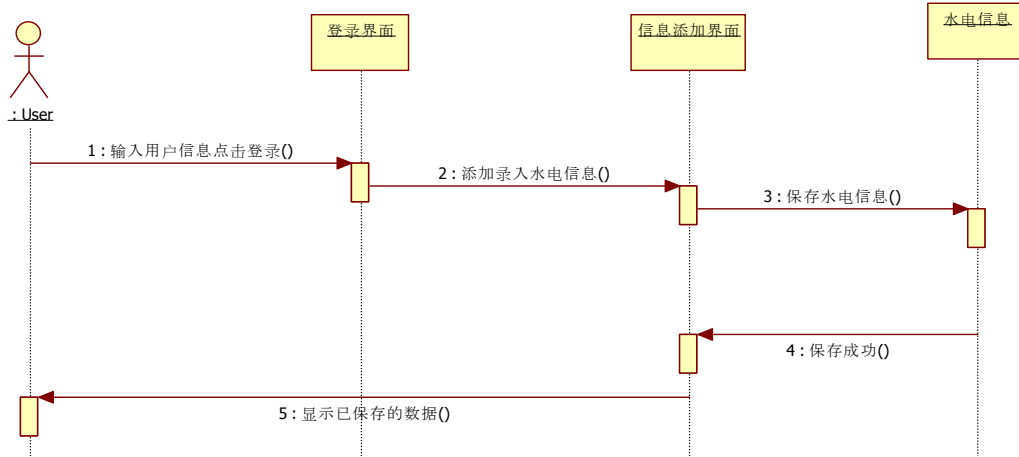 登录界面
信息添加界面
水电信息
: User
1 : 输入用户信息点击登录()
2 : 添加录入水电信息()
3 : 保存水电信息()
4 : 保存成功()
5 : 显示已保存的数据()